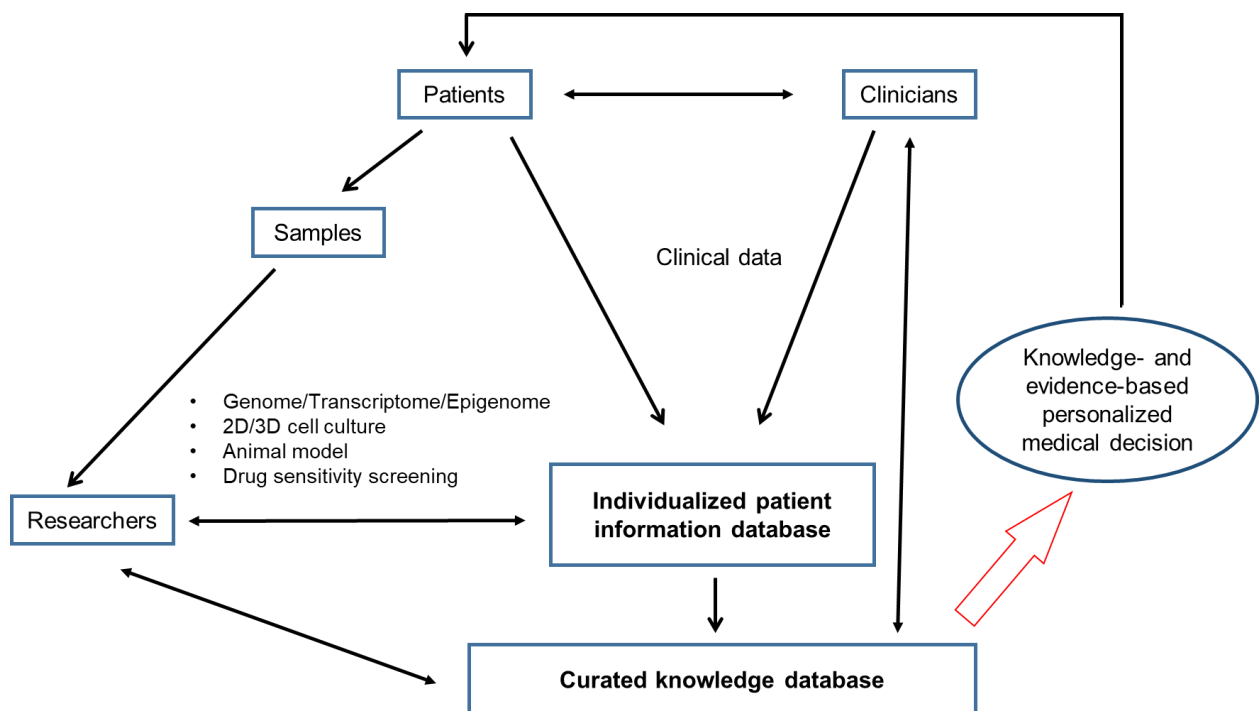 Patients
Clinicians
Samples
Clinical data
Knowledge- and
evidence-based
personalized
medical decision
• Genome/Transcriptome/Epigenome
• 2D/3D cell culture
• Animal model
• Drug sensitivity screening
Researchers
Individualized patient
information database
Curated knowledge database